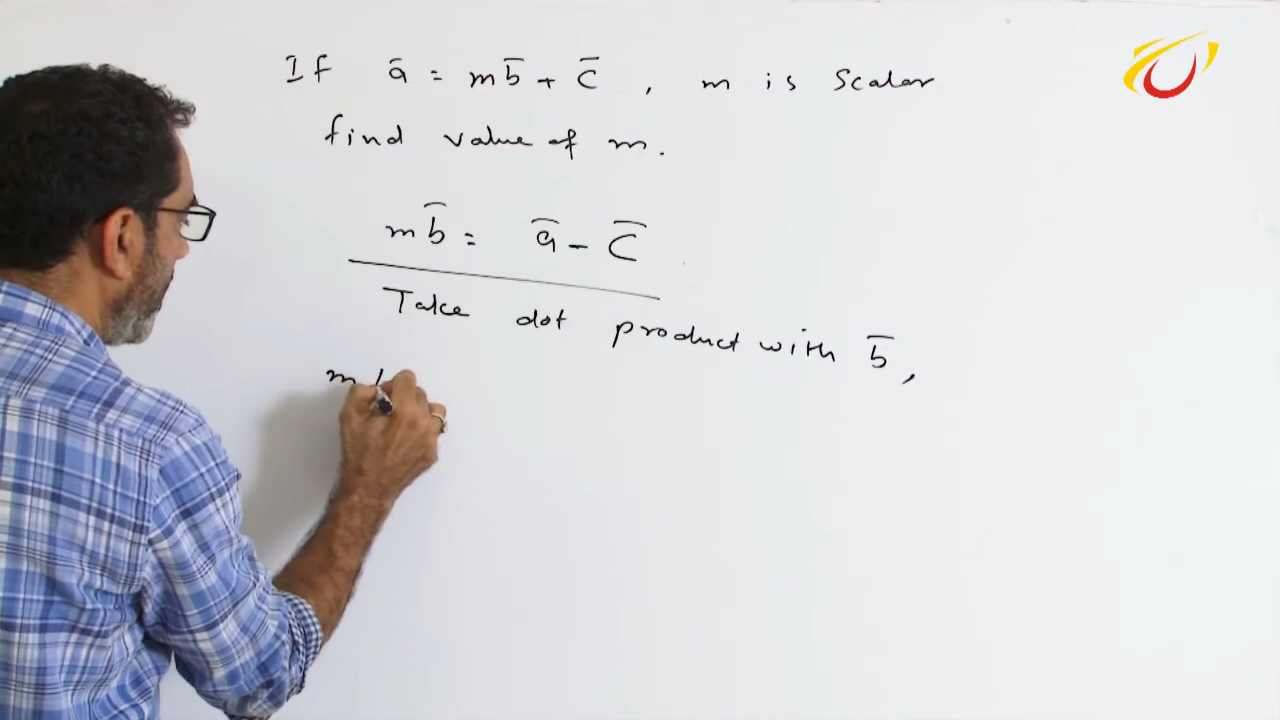 If a̅ = mb̅ + c̅ , m is scalar
find value of m.
mb̅ = a̅ - c̅
Take dot product with b̅ ,
m